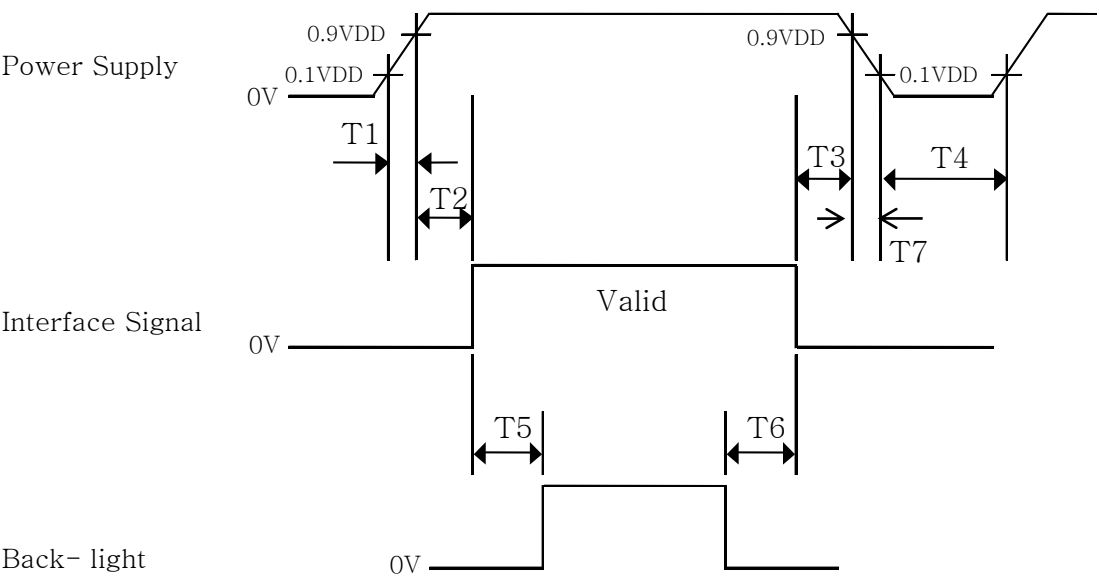 0.9VDD
0.9VDD
Power Supply
0.1VDD
0.1VDD
0V
T1
T3
T4
T2
T7
Valid
Interface Signal
0V
T5
T6
Back- light
0V